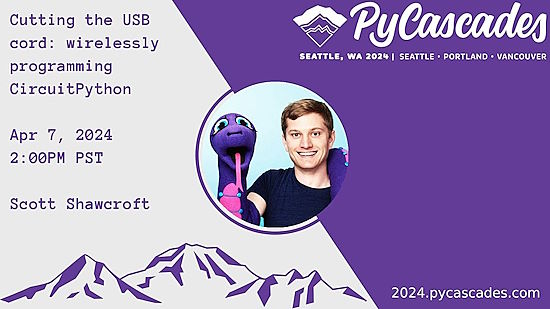 Cutting the USB
cord: wirelessly
programming
CircuitPython
Apr 7, 2024
2:00PM PST
Scott Shawcroft
PyCascades
SEATTLE, WA 2024 | SEATTLE • PORTLAND • VANCOUVER
2024.pycascades.com